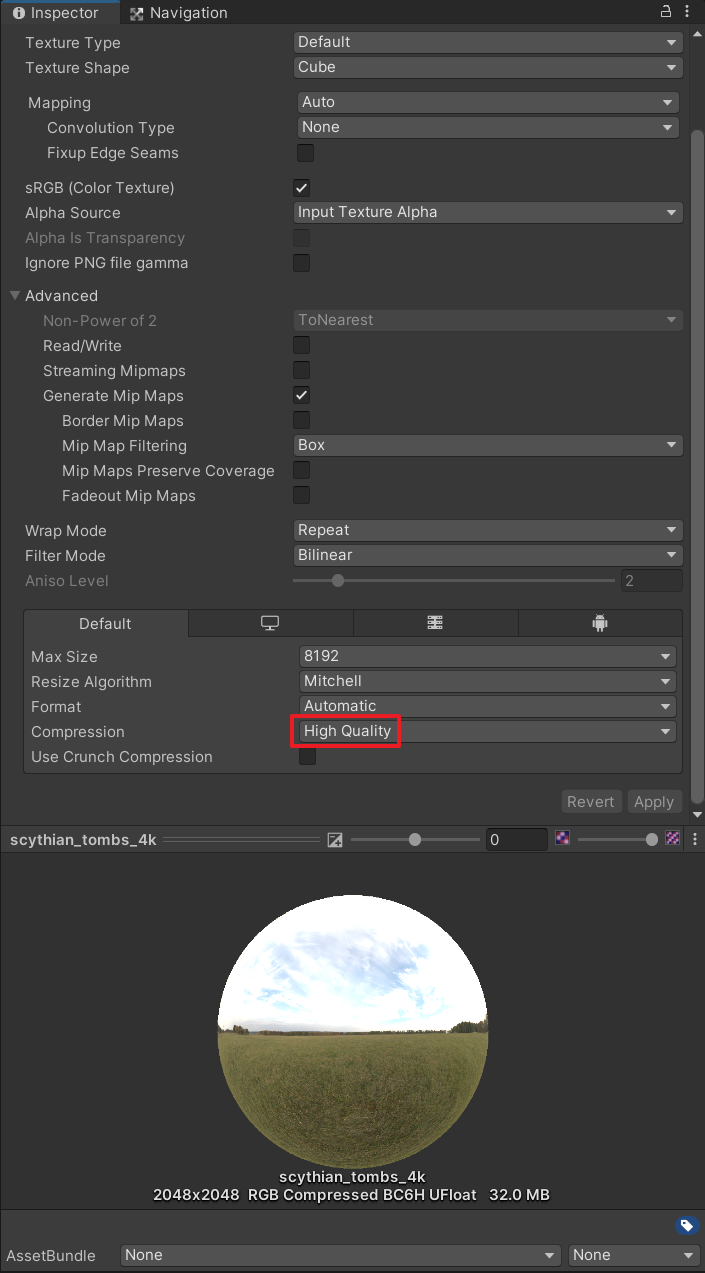 Inspector Navigation
Texture Type Default
Texture Shape Cube
Mapping Auto
Convolution Type None
Fixup Edge Seams
sRGB (Color Texture)
Alpha Source Input Texture Alpha
Alpha Is Transparency
Ignore PNG file gamma
Advanced
Non-Power of 2 ToNearest
Read/Write
Streaming Mipmaps
Generate Mip Maps
Border Mip Maps
Mip Map Filtering Box
Mip Maps Preserve Coverage
Fadeout Mip Maps
Wrap Mode Repeat
Filter Mode Bilinear
Aniso Level 2
Default
Max Size 8192
Resize Algorithm Mitchell
Format Automatic
Compression High Quality
Use Crunch Compression
Revert Apply
scythian_tombs_4k 0
scythian_tombs_4k
2048x2048 RGB Compressed BC6H UFloat 32.0 MB
AssetBundle None None